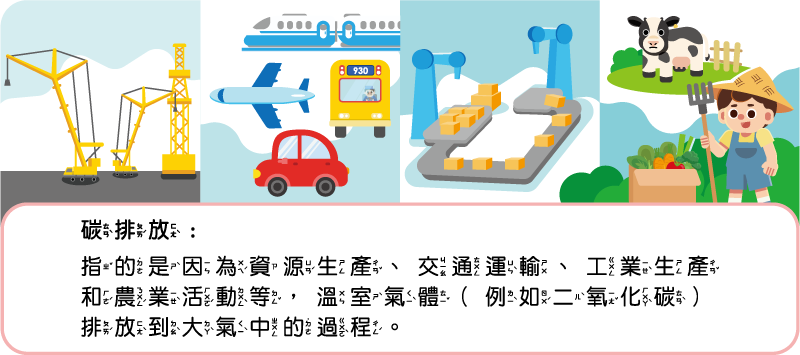 930
碳排放：
指的是因為資源生產、交通運輸、工業生產
和農業活動等，溫室氣體（例如二氧化碳）
排放到大氣中的過程。